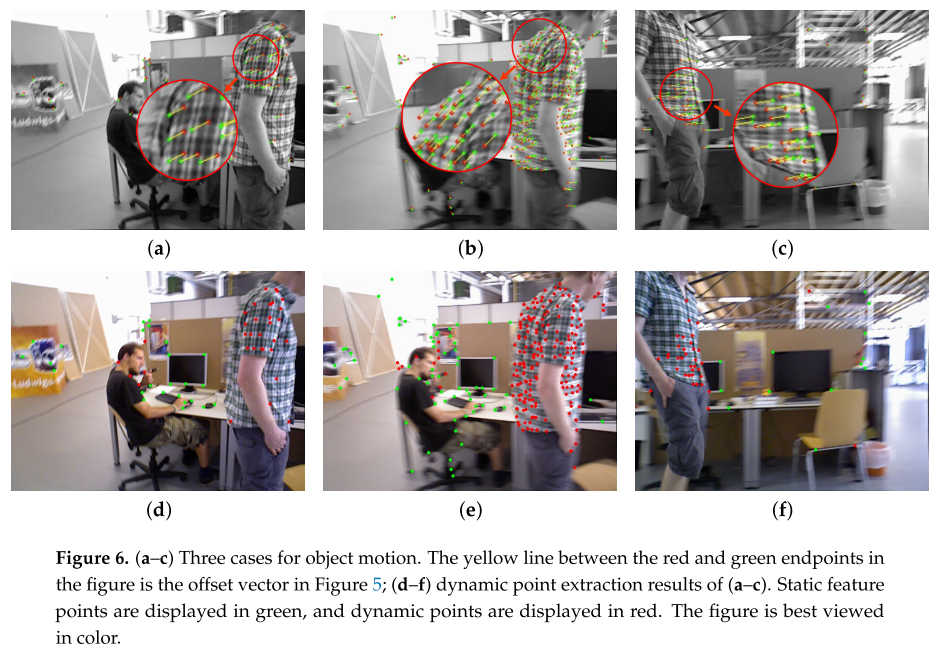 Ludwigs
(a)
(b)
(c)
Ludwigs
(d)
(e)
(f)
Figure 6. (a–c) Three cases for object motion. The yellow line between the red and green endpoints in
the figure is the offset vector in Figure 5; (d–f) dynamic point extraction results of (a–c). Static feature
points are displayed in green, and dynamic points are displayed in red. The figure is best viewed
in color.